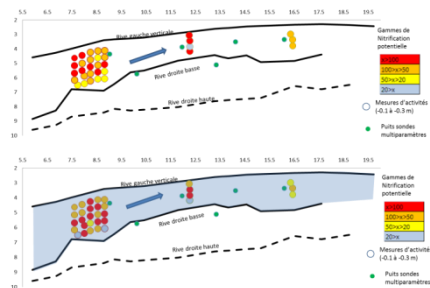 5.5 6.5 7.5 8.5 9.5 10.5 11.5 12.5 13.5 14.5 15.5 16.5 17.5 18.5 19.5
2
3
4
5
6
7
8
9
10
Rive gauche verticale
Rive droite basse
Rive droite haute
Gammes de
Nitrification
potentielle
100>ε>50
50>ε>20
20>ε
Mesures d'activités
(-0.1 à -0.3 m)
Puits sondes
multiparamètres
5.5 6.5 7.5 8.5 9.5 10.5 11.5 12.5 13.5 14.5 15.5 16.5 17.5 18.5 19.5
2
3
4
5
6
7
8
9
10
Rive gauche verticale
Rive droite basse
Rive droite haute
Gammes de
Nitrification
potentielle
100>ε>50
50>ε>20
20>ε
Mesures d'activité
(-0.1 à -0.3 m)
Puits sondes
multiparamètres